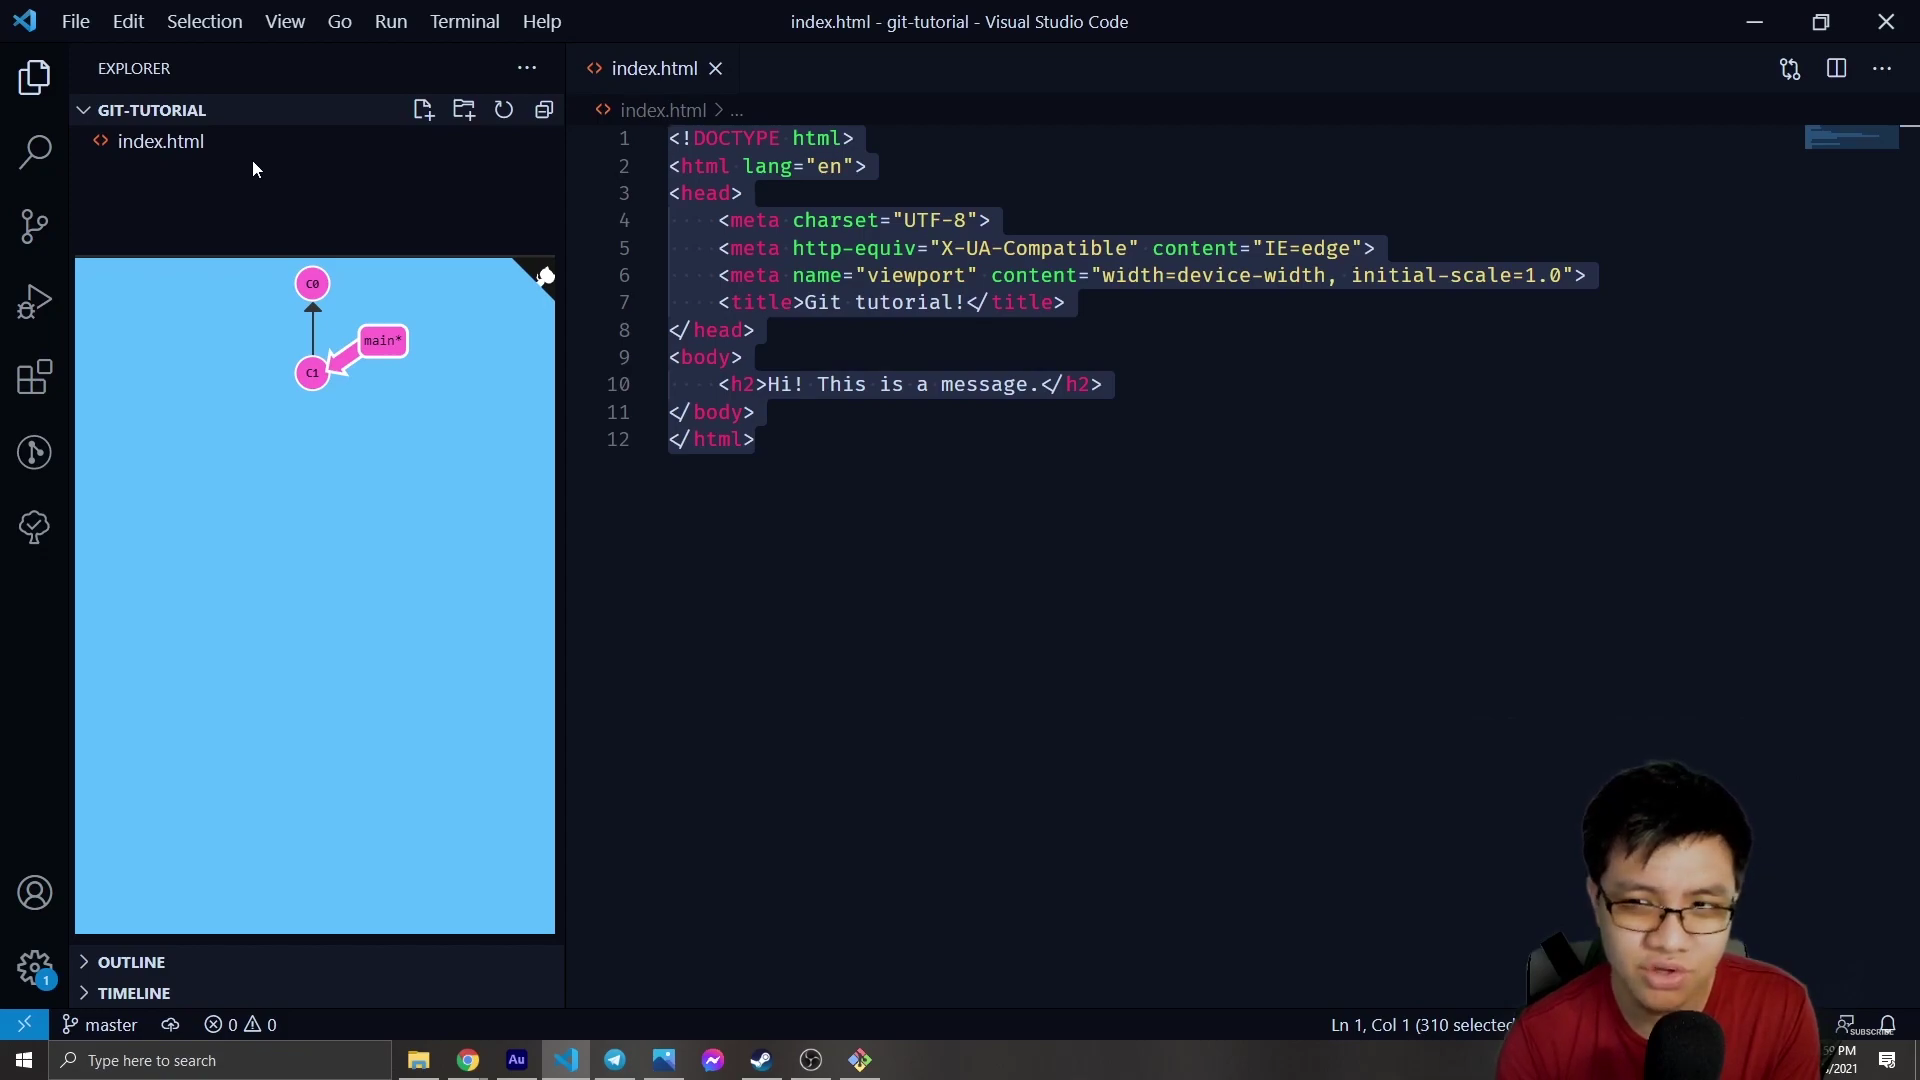 File Edit Selection View Go Run Terminal Help
index.html - git-tutorial - Visual Studio Code
EXPLORER
GIT-TUTORIAL
index.html
C0
main*
C1
OUTLINE
TIMELINE
index.html
index.html > ...
1 <!DOCTYPE html>
2 <html lang="en">
3 <head>
4 <meta charset="UTF-8">
5 <meta http-equiv="X-UA-Compatible" content="IE=edge">
6 <meta name="viewport" content="width=device-width, initial-scale=1.0">
7 <title>Git tutorial!</title>
8 </head>
9 <body>
10 <h2>Hi! This is a message.</h2>
11 </body>
12 </html>
1
master
0 0
Ln 1, Col 1 (310 selected
SUBSCRIBE
Type here to search
Au
PM
/2021